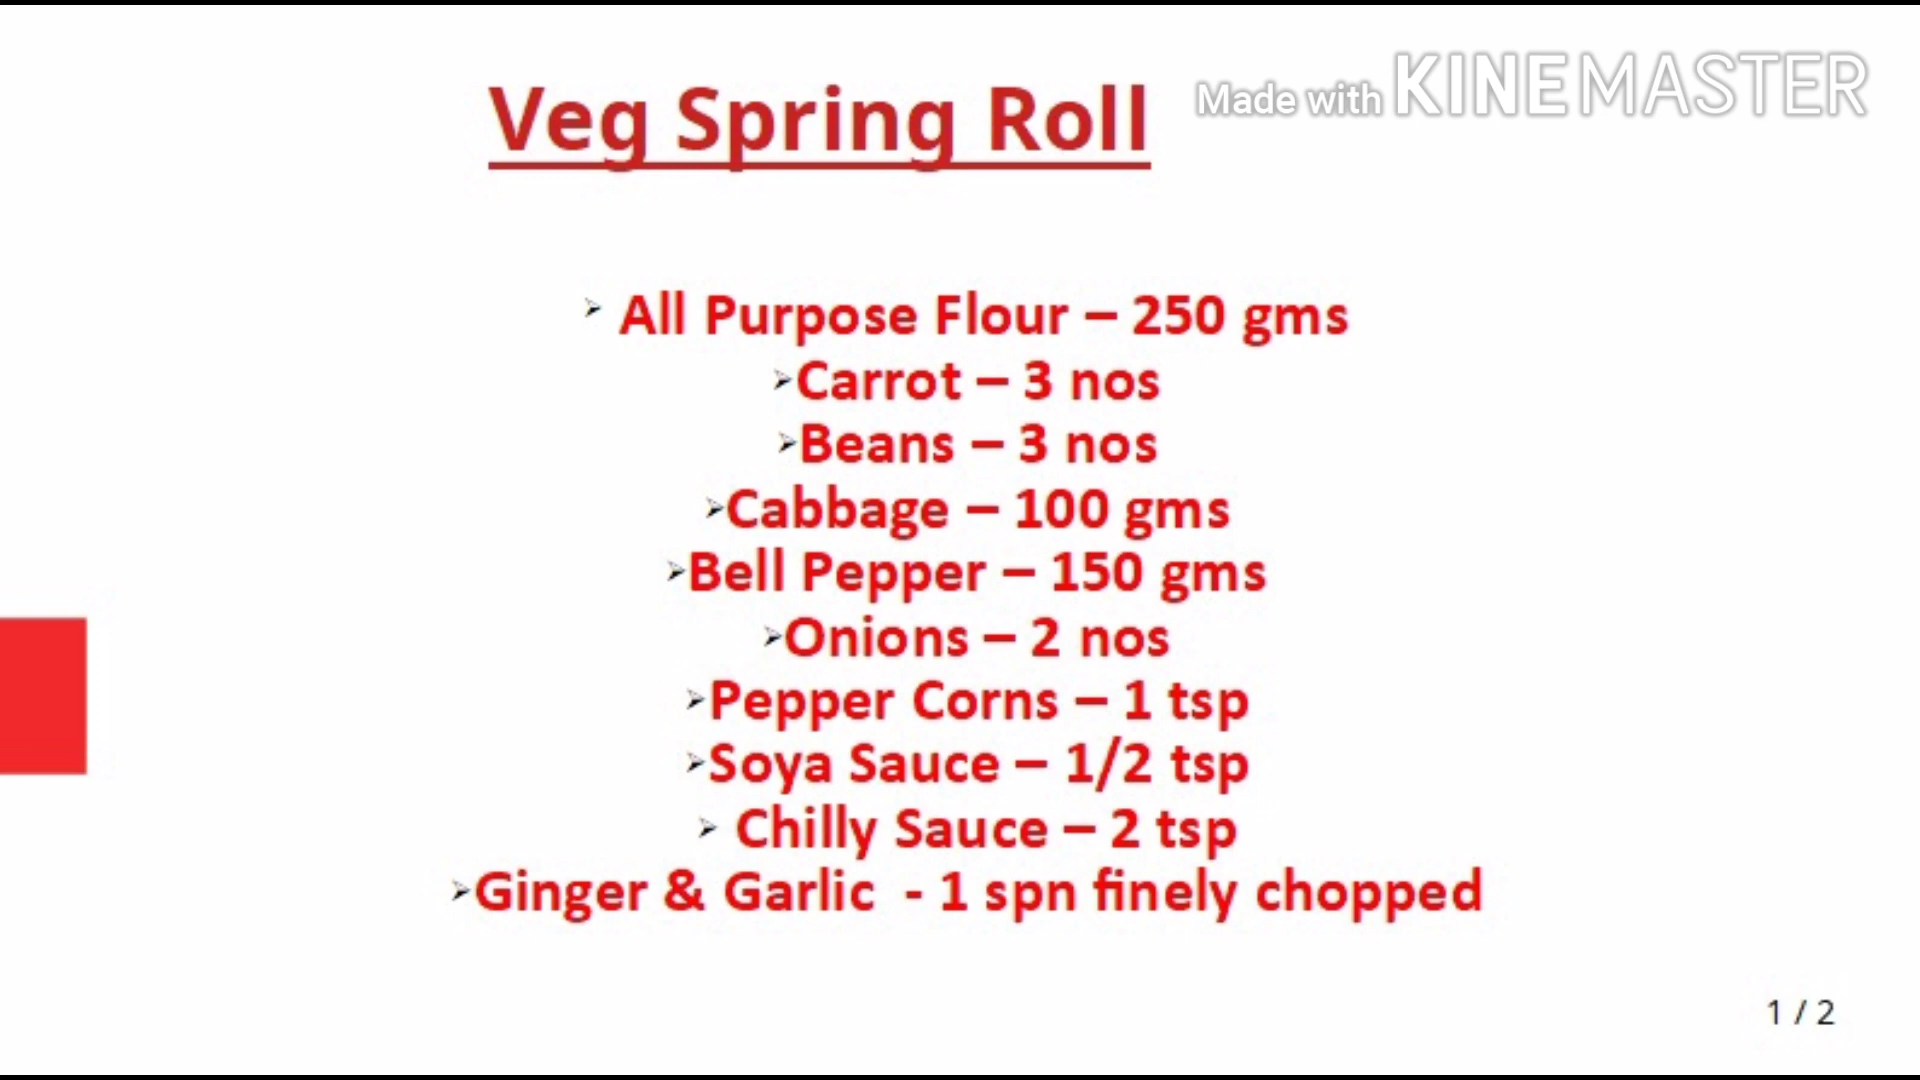 Veg Spring Roll
Made with KINEMASTER
➢ All Purpose Flour – 250 gms
➢Carrot – 3 nos
➢Beans – 3 nos
➢Cabbage – 100 gms
➢Bell Pepper – 150 gms
➢Onions – 2 nos
➢Pepper Corns – 1 tsp
➢Soya Sauce – 1/2 tsp
➢ Chilly Sauce – 2 tsp
➢Ginger & Garlic - 1 spn finely chopped
1 / 2